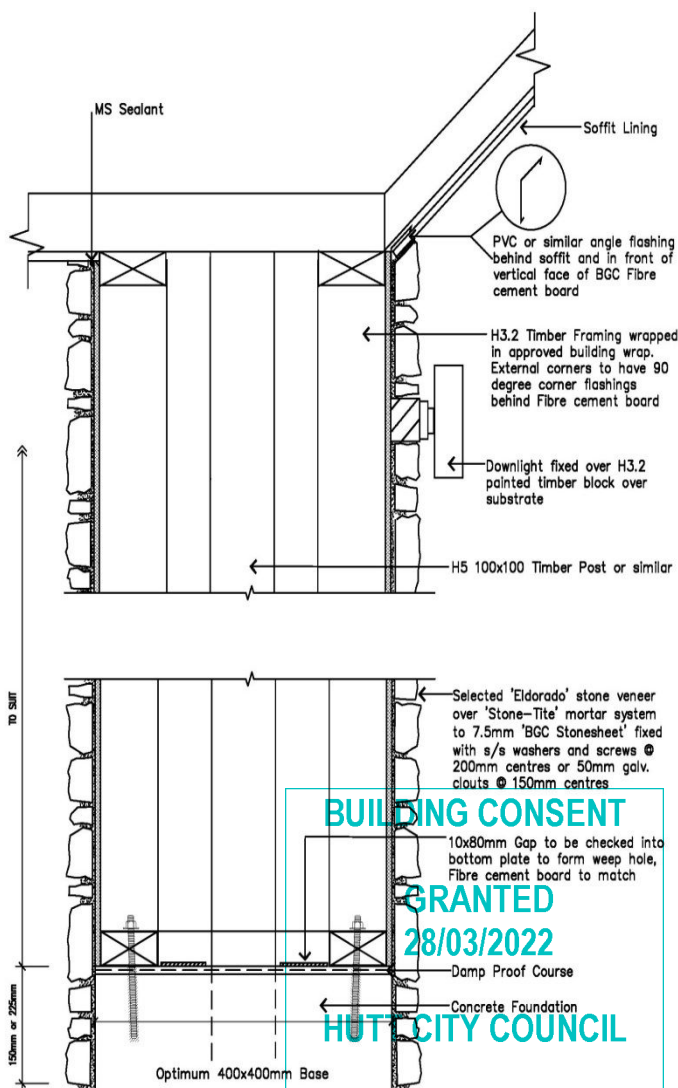 MS Sealant
Soffit Lining
PVC or similar angle flashing
behind soffit and in front of
vertical face of BGC Fibre
cement board
H3.2 Timber Framing wrapped
in approved building wrap.
External corners to have 90
degree corner flashings
behind Fibre cement board
Downlight fixed over H3.2
painted timber block over
substrate
H5 100x100 Timber Post or similar
TO SUIT
Selected 'Eldorado' stone veneer
over 'Stone-Tite' mortar system
to 7.5mm 'BGC Stonesheet' fixed
with s/s washers and screws @
200mm centres or 50mm galv.
clouts @ 150mm centres
BUILDING CONSENT
10x80mm Gap to be checked into
bottom plate to form weep hole,
Fibre cement board to match
GRANTED
28/03/2022
Damp Proof Course
Concrete Foundation
HUTT CITY COUNCIL
150mm or 225mm
Optimum 400x400mm Base